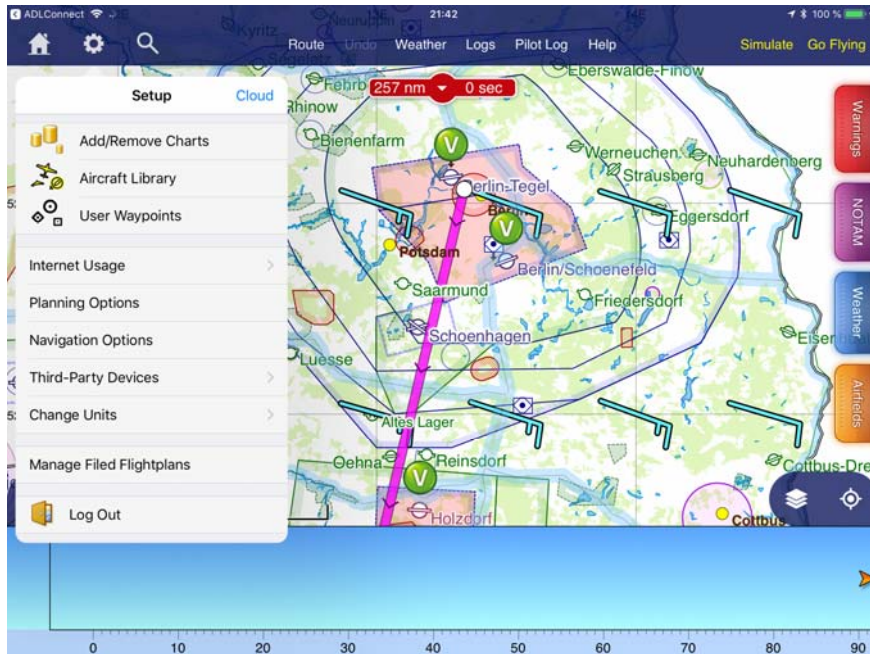 ADLConnect
21:42
100 %
Route Undo Weather Logs Pilot Log Help
Simulate Go Flying
Kyritz
Neuruppin
Setup
Cloud
Add/Remove Charts
Aircraft Library
User Waypoints
Internet Usage
Planning Options
Navigation Options
Third-Party Devices
Change Units
Manage Filed Flightplans
Log Out
257 nm 0 sec
Eberswalde-Finow
Fehrb
Rhinow
Bienenfarm
V
Werneuchen
Neuhardenberg
Strausberg
Berlin-Tegel
Eggersdorf
V
Potsdam
Berlin/Schoenefeld
Saarmund
Friedersdorf
Schoenhagen
Luesse
Altes Lager
Oehna
Reinsdorf
V
Holzdorf
Cottbus-Dre
Cottbus
Warnings
NOTAM
Weather
Airfields
0 10 20 30 40 50 60 70 80 90